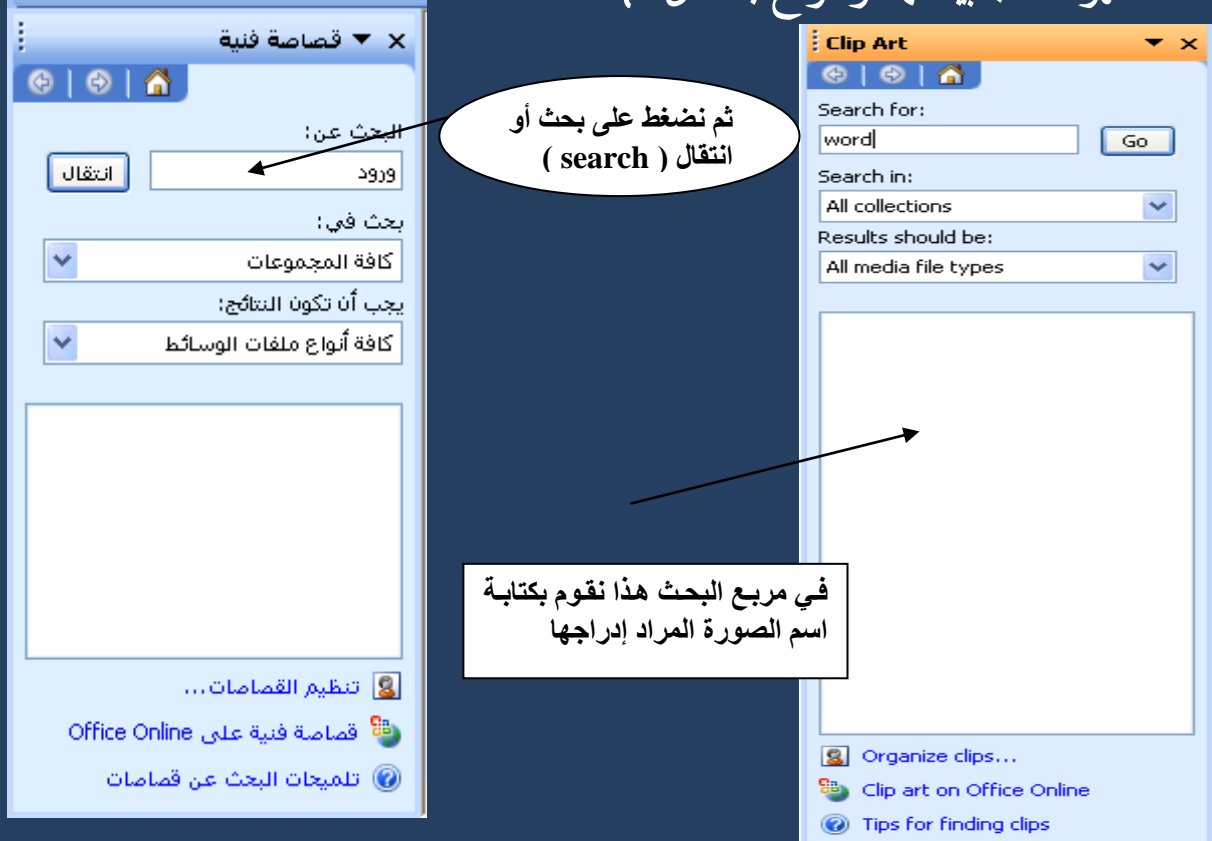 قصاصة فنية
البحث عن:
ورود
انتقال
بحث في:
كافة المجموعات
يجب أن تكون النتائج:
كافة أنواع ملفات الوسائط
تنظيم القصاصات...
قصاصة فنية على Office Online
تلميحات البحث عن قصاصات
ثم نضغط على بحث أو
انتقال ( search )
في مربع البحث هذا نقوم بكتابة
اسم الصورة المراد إدراجها
Clip Art
Search for:
word
Go
Search in:
All collections
Results should be:
All media file types
Organize clips...
Clip art on Office Online
Tips for finding clips